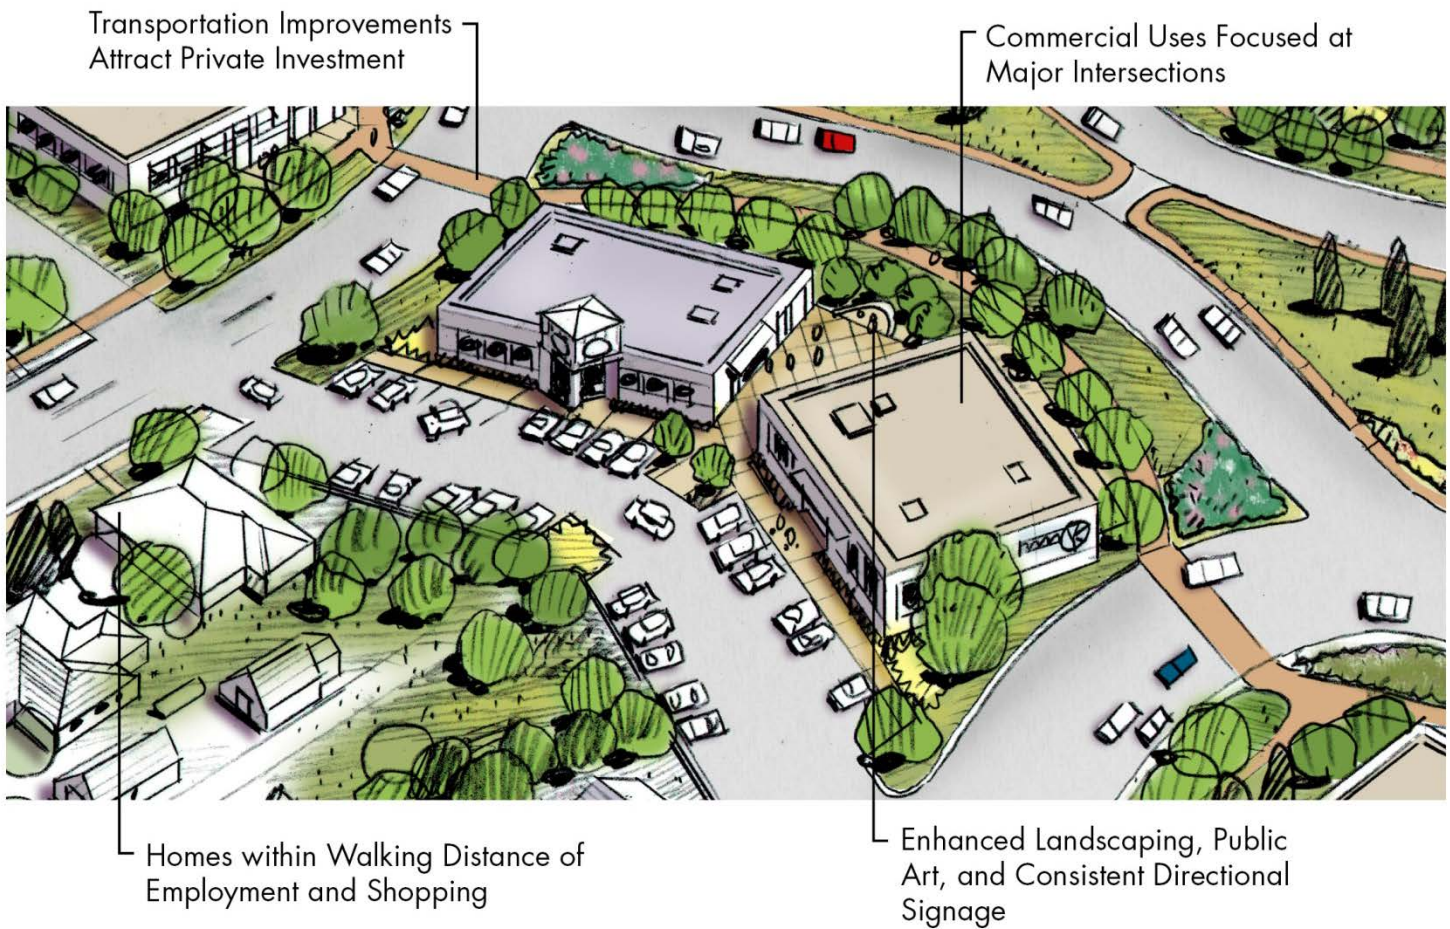 Transportation Improvements
Attract Private Investment
Commercial Uses Focused at
Major Intersections
Homes within Walking Distance of
Employment and Shopping
Enhanced Landscaping, Public
Art, and Consistent Directional
Signage